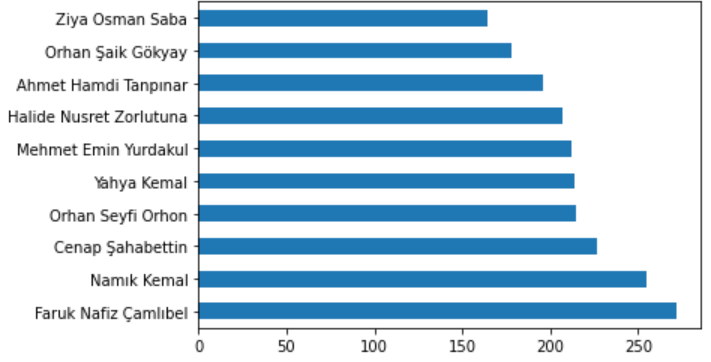 Ziya Osman Saba
Orhan Şaik Gökyay
Ahmet Hamdi Tanpınar
Halide Nusret Zorlutuna
Mehmet Emin Yurdakul
Yahya Kemal
Orhan Seyfi Orhon
Cenap Şahabettin
Namık Kemal
Faruk Nafiz Çamlıbel
0 50 100 150 200 250